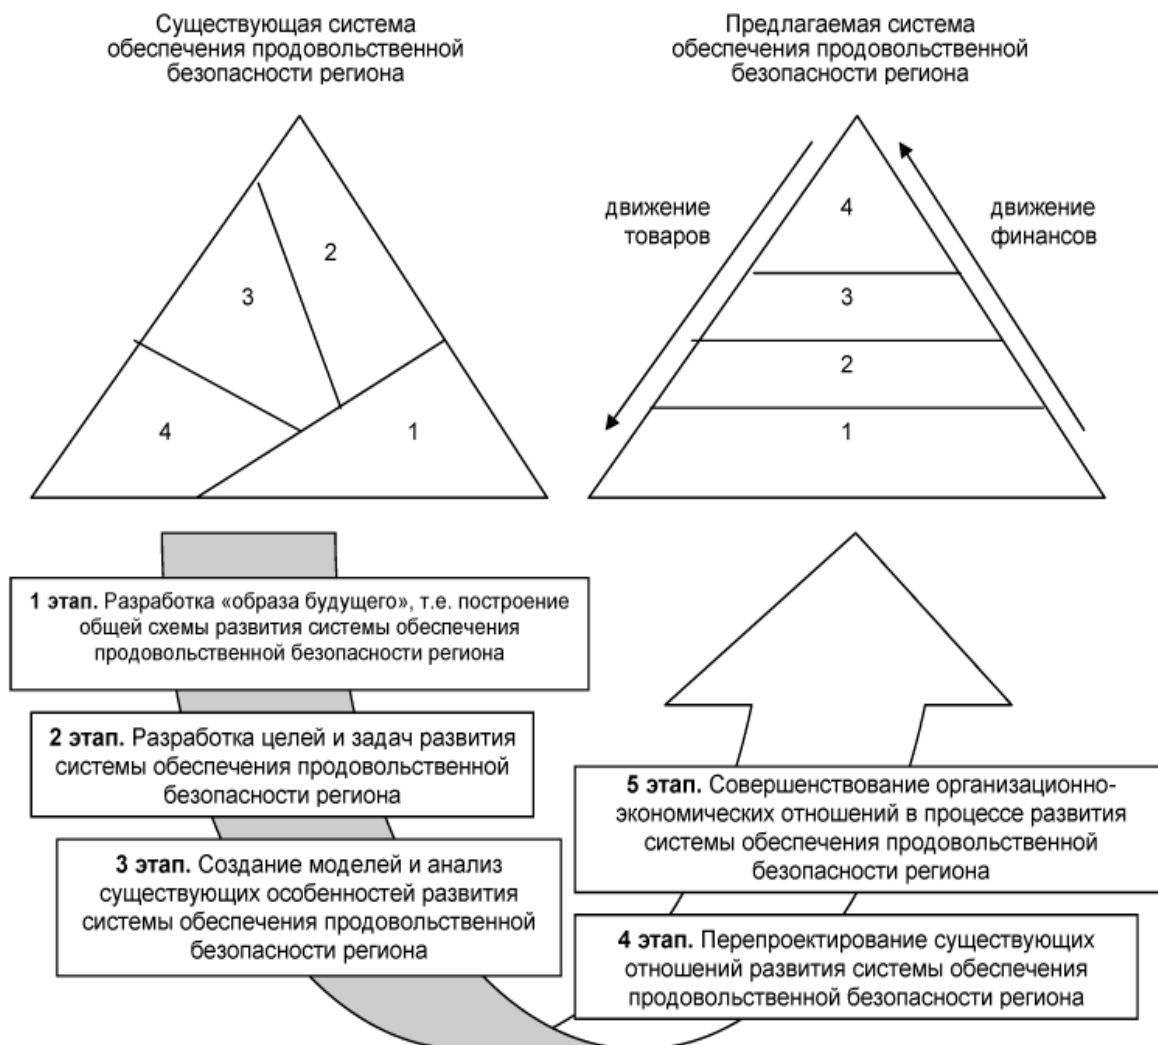 Существующая система
обеспечения продовольственной
безопасности региона
Предлагаемая система
обеспечения продовольственной
безопасности региона
движение
товаров
движение
финансов
2
3
4
1
4
3
2
1
1 этап. Разработка «образа будущего», т.е. построение
общей схемы развития системы обеспечения
продовольственной безопасности региона
2 этап. Разработка целей и задач развития
системы обеспечения продовольственной
безопасности региона
3 этап. Создание моделей и анализ
существующих особенностей развития
системы обеспечения продовольственной
безопасности региона
5 этап. Совершенствование организационно-
экономических отношений в процессе развития
системы обеспечения продовольственной
безопасности региона
4 этап. Перепроектирование существующих
отношений развития системы обеспечения
продовольственной безопасности региона